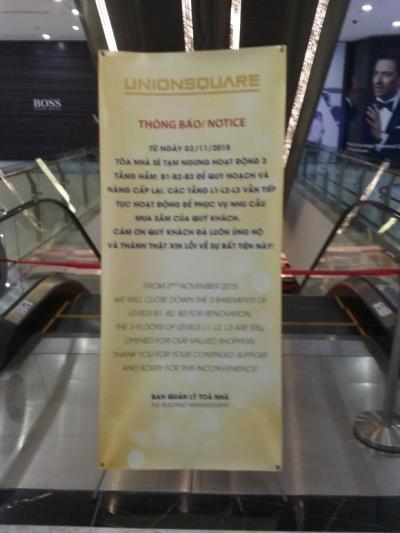 BOSS
UNIONSQUARE
THÔNG BÁO/ NOTICE
TỪ NGÀY 02/11/2015
TÒA NHÀ SẼ TẠM NGƯNG HOẠT ĐỘNG 3
TẦNG HẦM: B1-B2-B3 ĐỂ QUY HOẠCH VÀ
NÂNG CẤP LẠI. CÁC TẦNG L1-L2-L3 VẪN TIẾP
TỤC HOẠT ĐỘNG ĐỂ PHỤC VỤ NHU CẦU
MUA SẮM CỦA QUÝ KHÁCH.
CẢM ƠN QUÝ KHÁCH ĐÃ LUÔN ỦNG HỘ
VÀ THÀNH THẬT XIN LỖI VỀ SỰ BẤT TIỆN NÀY!
FROM 2ND NOVEMBER 2015
WE WILL CLOSE DOWN THE 3 BASEMENTS OF
LEVELS B1, B2, B3 FOR RENOVATION.
THE 3 FLOORS OF LEVELS L1, L2, L3 ARE STILL
OPENED FOR OUR VALUED SHOPPERS.
THANK YOU FOR YOUR CONTINUED SUPPORT
AND SORRY FOR THIS INCONVENIENCE!
BAN QUẢN LÝ TOÀ NHÀ
THE BUILDING MANAGEMENT